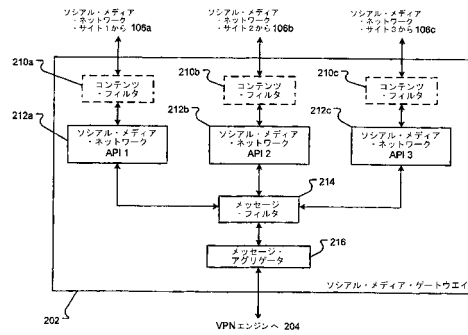 ソシアル・メディア
・ネットワーク・
サイト1から 106a
ソシアル・メディア
・ネットワーク・
サイト2から 106b
ソシアル・メディア
・ネットワーク・
サイト3から 106c
210a
コンテンツ
・フィルタ
210b
コンテンツ
・フィルタ
210c
コンテンツ
・フィルタ
212a
ソシアル・メディア
・ネットワーク
API 1
212b
ソシアル・メディア
・ネットワーク
API 2
212c
ソシアル・メディア
・ネットワーク
API 3
214
メッセージ
・フィルタ
216
メッセージ・
アグリゲータ
ソシアル・メディア・ゲートウエイ
202
VPNエンジンへ 204